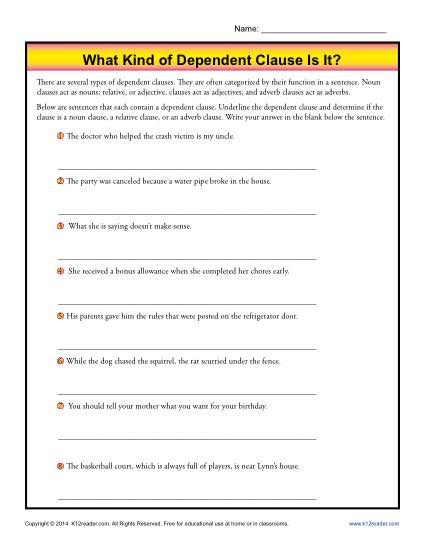 Name: ______________________________
What Kind of Dependent Clause Is It?
There are several types of dependent clauses. They are often categorized by their function in a sentence. Noun
clauses act as nouns; relative, or adjective, clauses act as adjectives; and adverb clauses act as adverbs.
Below are sentences that each contain a dependent clause. Underline the dependent clause and determine if the
clause is a noun clause, a relative clause, or an adverb clause. Write your answer in the blank below the sentence.
1 The doctor who helped the crash victim is my uncle.
2 The party was canceled because a water pipe broke in the house.
3 What she is saying doesn't make sense.
4 She received a bonus allowance when she completed her chores early.
5 His parents gave him the rules that were posted on the refrigerator door.
6 While the dog chased the squirrel, the rat scurried under the fence.
7 You should tell your mother what you want for your birthday.
8 The basketball court, which is always full of players, is near Lynn's house.
Copyright © 2014 K12reader.com. All Rights Reserved. Free for educational use at home or in classrooms.
www.k12reader.com